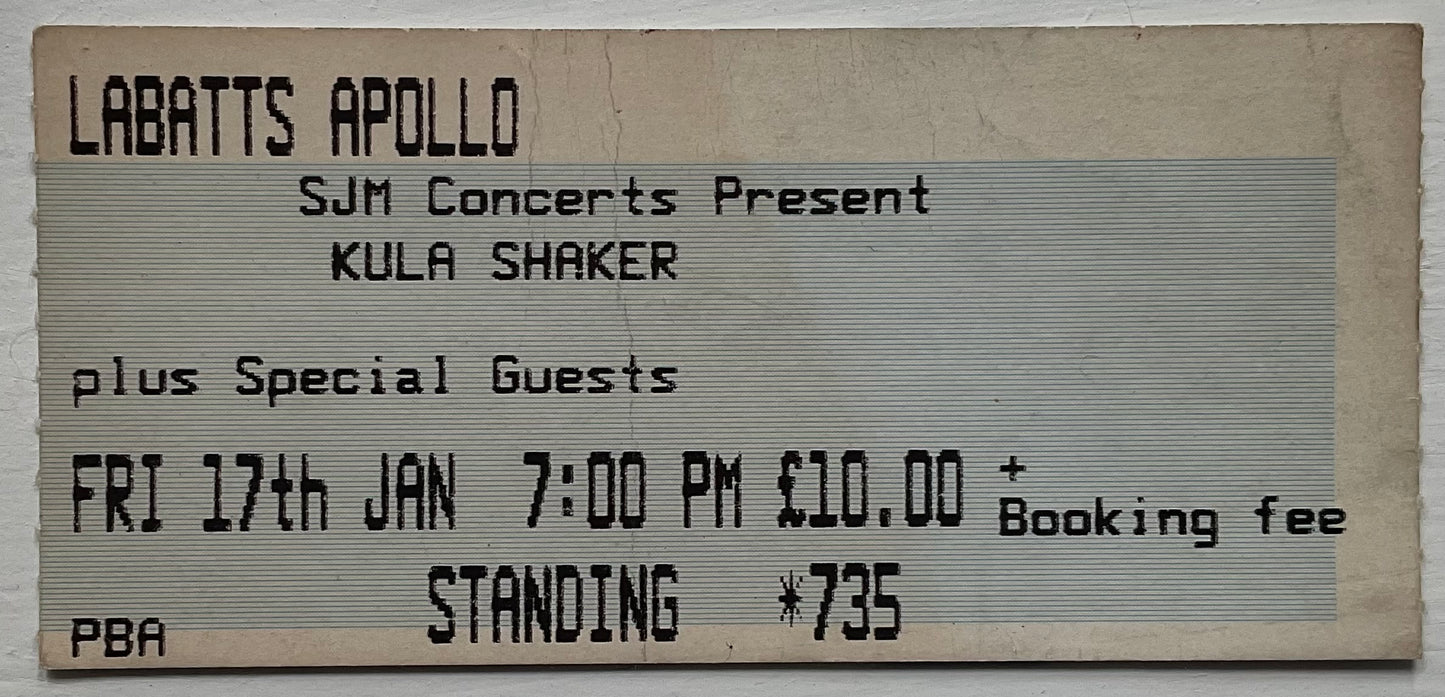 LABATTS APOLLO
SJM Concerts Present
KULA SHAKER
plus Special Guests
FRI 17th JAN 7:00 PM £10.00 +
Booking fee
STANDING *735
PBA